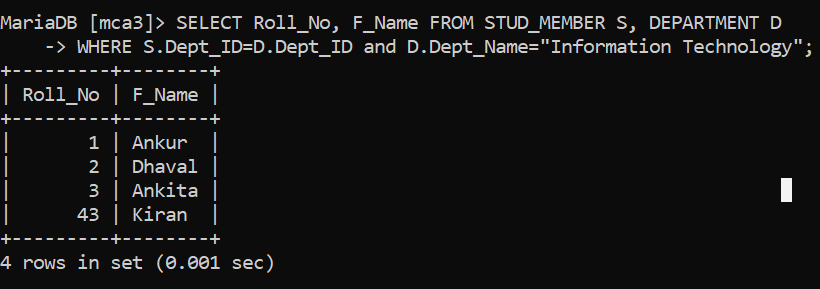 MariaDB [mca3]> SELECT Roll_No, F_Name FROM STUD_MEMBER S, DEPARTMENT D
    -> WHERE S.Dept_ID=D.Dept_ID and D.Dept_Name="Information Technology";
+---------+--------+
| Roll_No | F_Name |
+---------+--------+
|       1 | Ankur  |
|       2 | Dhaval |
|       3 | Ankita |
|      43 | Kiran  |
+---------+--------+
4 rows in set (0.001 sec)